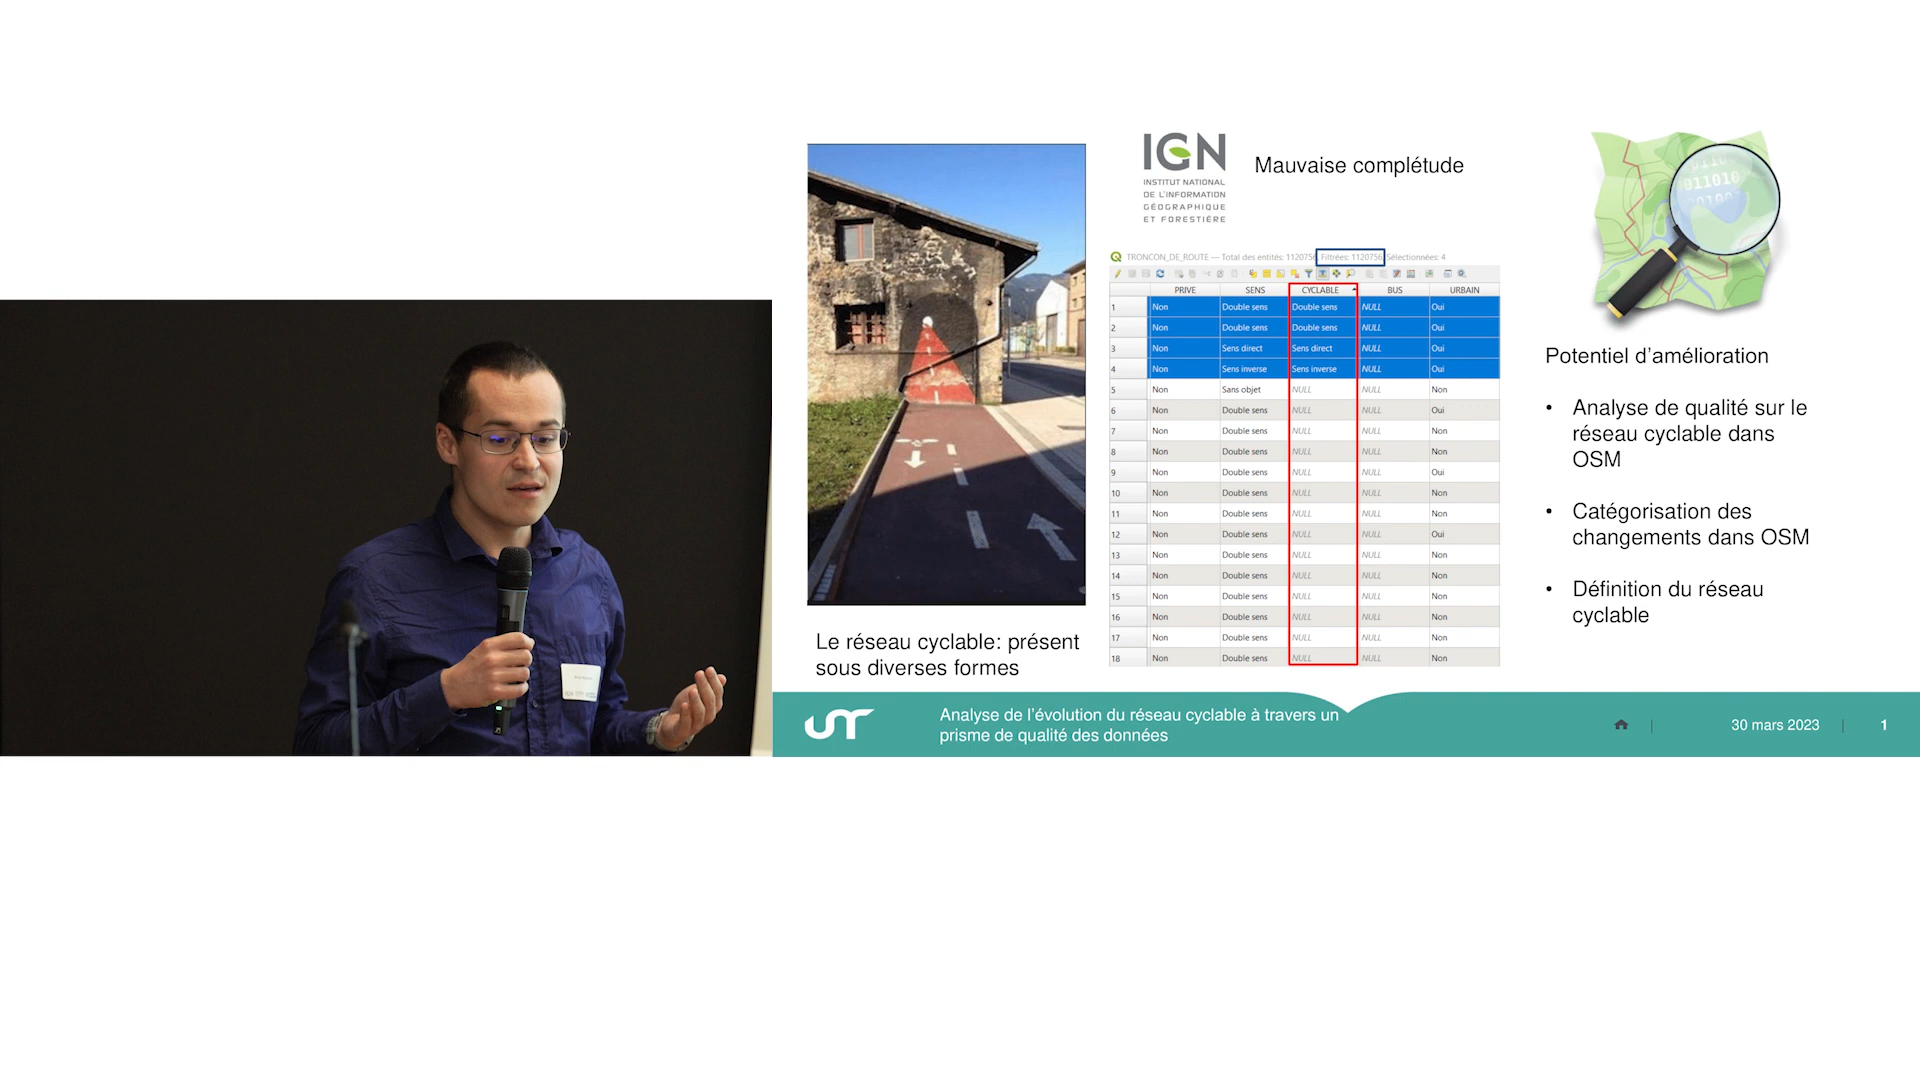 IGN
INSTITUT NATIONAL
DE L'INFORMATION
GÉOGRAPHIQUE
ET FORESTIÈRE
Mauvaise complétude
TRONCON_DE_ROUTE — Total des entités: 1120756, Filtrées: 1120756, Sélectionnées: 4
PRIVE SENS CYCLABLE BUS URBAIN
1 Non Double sens Double sens NULL Oui
2 Non Double sens Double sens NULL Oui
3 Non Sens direct Sens direct NULL Oui
4 Non Sens inverse Sens inverse NULL Oui
5 Non Sans objet NULL NULL Non
6 Non Double sens NULL NULL Oui
7 Non Double sens NULL NULL Non
8 Non Double sens NULL NULL Non
9 Non Double sens NULL NULL Oui
10 Non Double sens NULL NULL Non
11 Non Double sens NULL NULL Non
12 Non Double sens NULL NULL Oui
13 Non Double sens NULL NULL Non
14 Non Double sens NULL NULL Non
15 Non Double sens NULL NULL Non
16 Non Double sens NULL NULL Non
17 Non Double sens NULL NULL Non
18 Non Double sens NULL NULL Non
Le réseau cyclable: présent
sous diverses formes
011010
Potentiel d'amélioration
• Analyse de qualité sur le
réseau cyclable dans
OSM
• Catégorisation des
changements dans OSM
• Définition du réseau
cyclable
Analyse de l'évolution du réseau cyclable à travers un
prisme de qualité des données
30 mars 2023
1